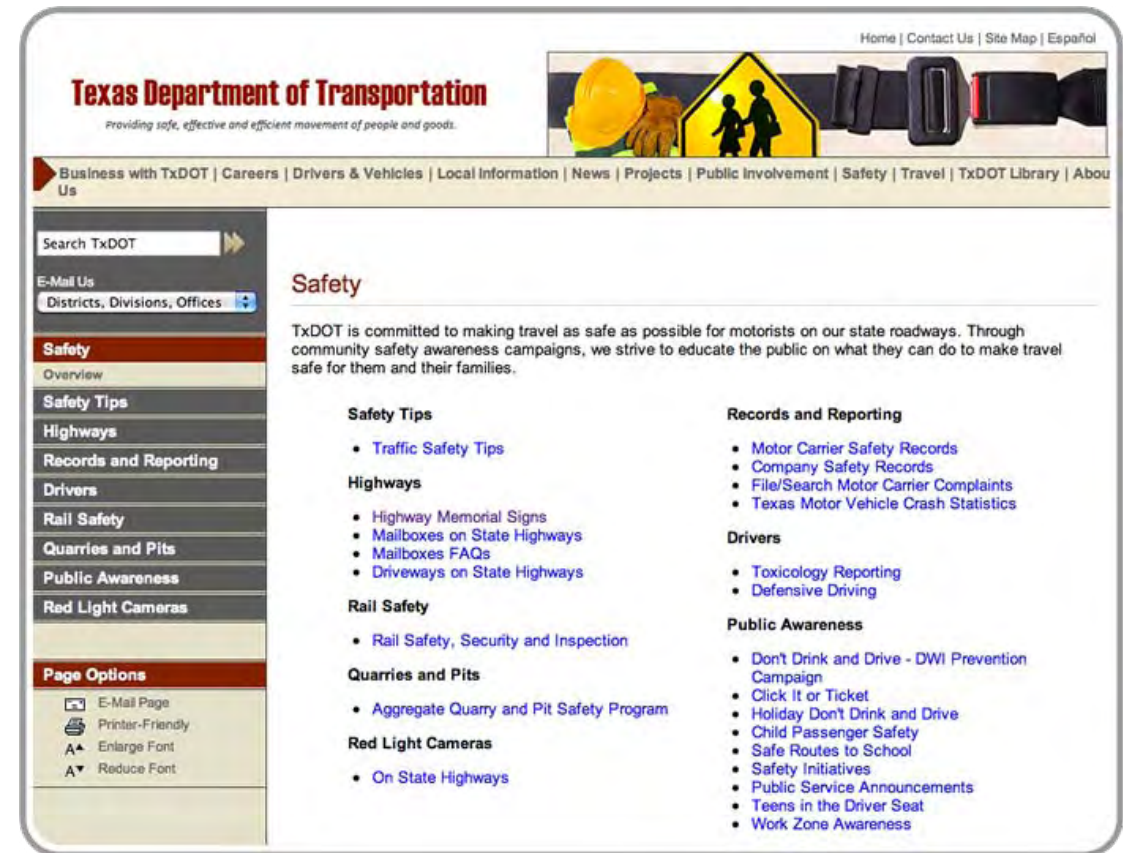 Home | Contact Us | Site Map | Español
Texas Department of Transportation
Providing safe, effective and efficient movement of people and goods.
Business with TxDOT | Careers | Drivers & Vehicles | Local Information | News | Projects | Public Involvement | Safety | Travel | TxDOT Library | Abou
Us
Search TxDOT
E-Mail Us
Districts, Divisions, Offices
Safety
Overview
Safety Tips
Highways
Records and Reporting
Drivers
Rail Safety
Quarries and Pits
Public Awareness
Red Light Cameras
Page Options
E-Mail Page
Printer-Friendly
A Enlarge Font
A Reduce Font
Safety
TxDOT is committed to making travel as safe as possible for motorists on our state roadways. Through
community safety awareness campaigns, we strive to educate the public on what they can do to make travel
safe for them and their families.
Safety Tips
• Traffic Safety Tips
Highways
• Highway Memorial Signs
• Mailboxes on State Highways
• Mailboxes FAQs
• Driveways on State Highways
Rail Safety
• Rail Safety, Security and Inspection
Quarries and Pits
• Aggregate Quarry and Pit Safety Program
Red Light Cameras
• On State Highways
Records and Reporting
• Motor Carrier Safety Records
• Company Safety Records
• File/Search Motor Carrier Complaints
• Texas Motor Vehicle Crash Statistics
Drivers
• Toxicology Reporting
• Defensive Driving
Public Awareness
• Don't Drink and Drive - DWI Prevention
Campaign
• Click It or Ticket
• Holiday Don't Drink and Drive
• Child Passenger Safety
• Safe Routes to School
• Safety Initiatives
• Public Service Announcements
• Teens in the Driver Seat
• Work Zone Awareness